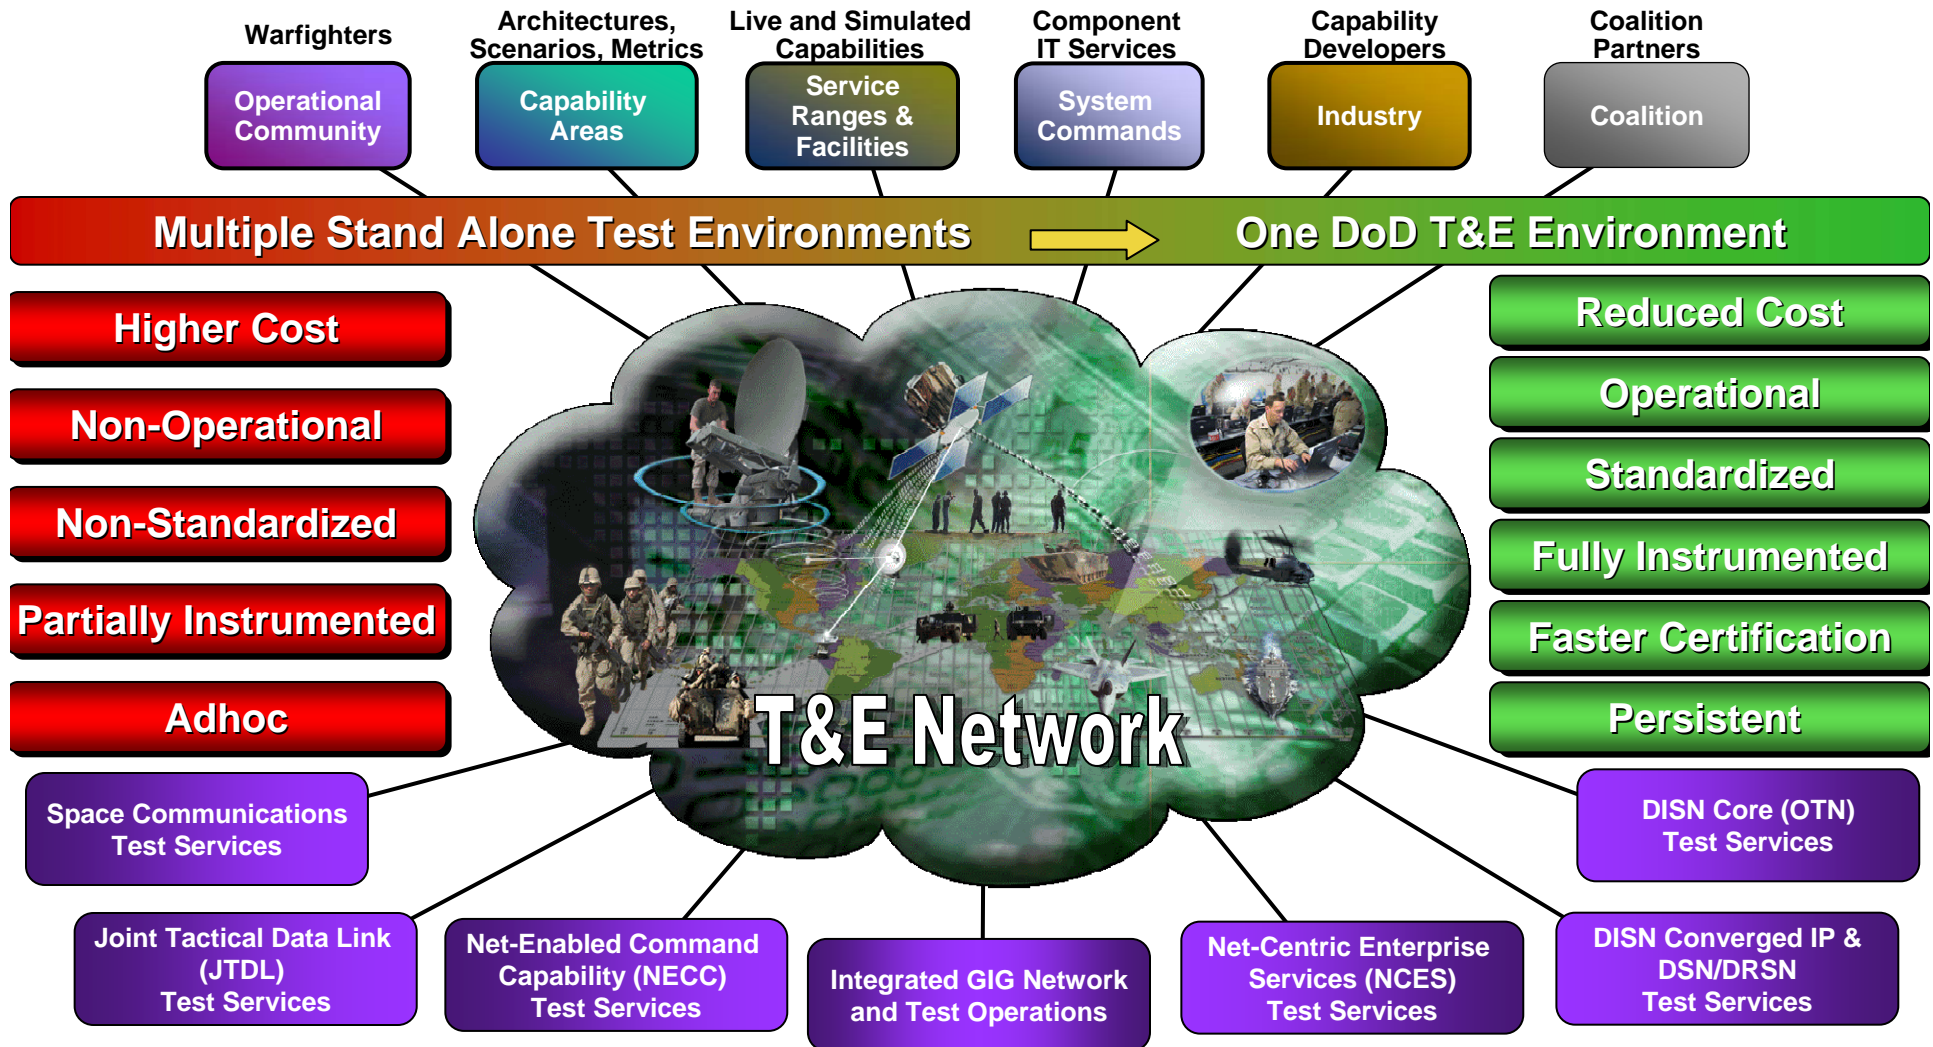 Warfighters
Architectures,
Scenarios, Metrics
Live and Simulated
Capabilities
Component
IT Services
Capability
Developers
Coalition
Partners
Operational
Community
Capability
Areas
Service
Ranges &
Facilities
System
Commands
Industry
Coalition
Multiple Stand Alone Test Environments
One DoD T&E Environment
Higher Cost
Non-Operational
Non-Standardized
Partially Instrumented
Adhoc
Reduced Cost
Operational
Standardized
Fully Instrumented
Faster Certification
Persistent
T&E Network
Space Communications
Test Services
Joint Tactical Data Link
(JTDL)
Test Services
Net-Enabled Command
Capability (NECC)
Test Services
Integrated GIG Network
and Test Operations
Net-Centric Enterprise
Services (NCES)
Test Services
DISN Converged IP &
DSN/DRSN
Test Services
DISN Core (OTN)
Test Services